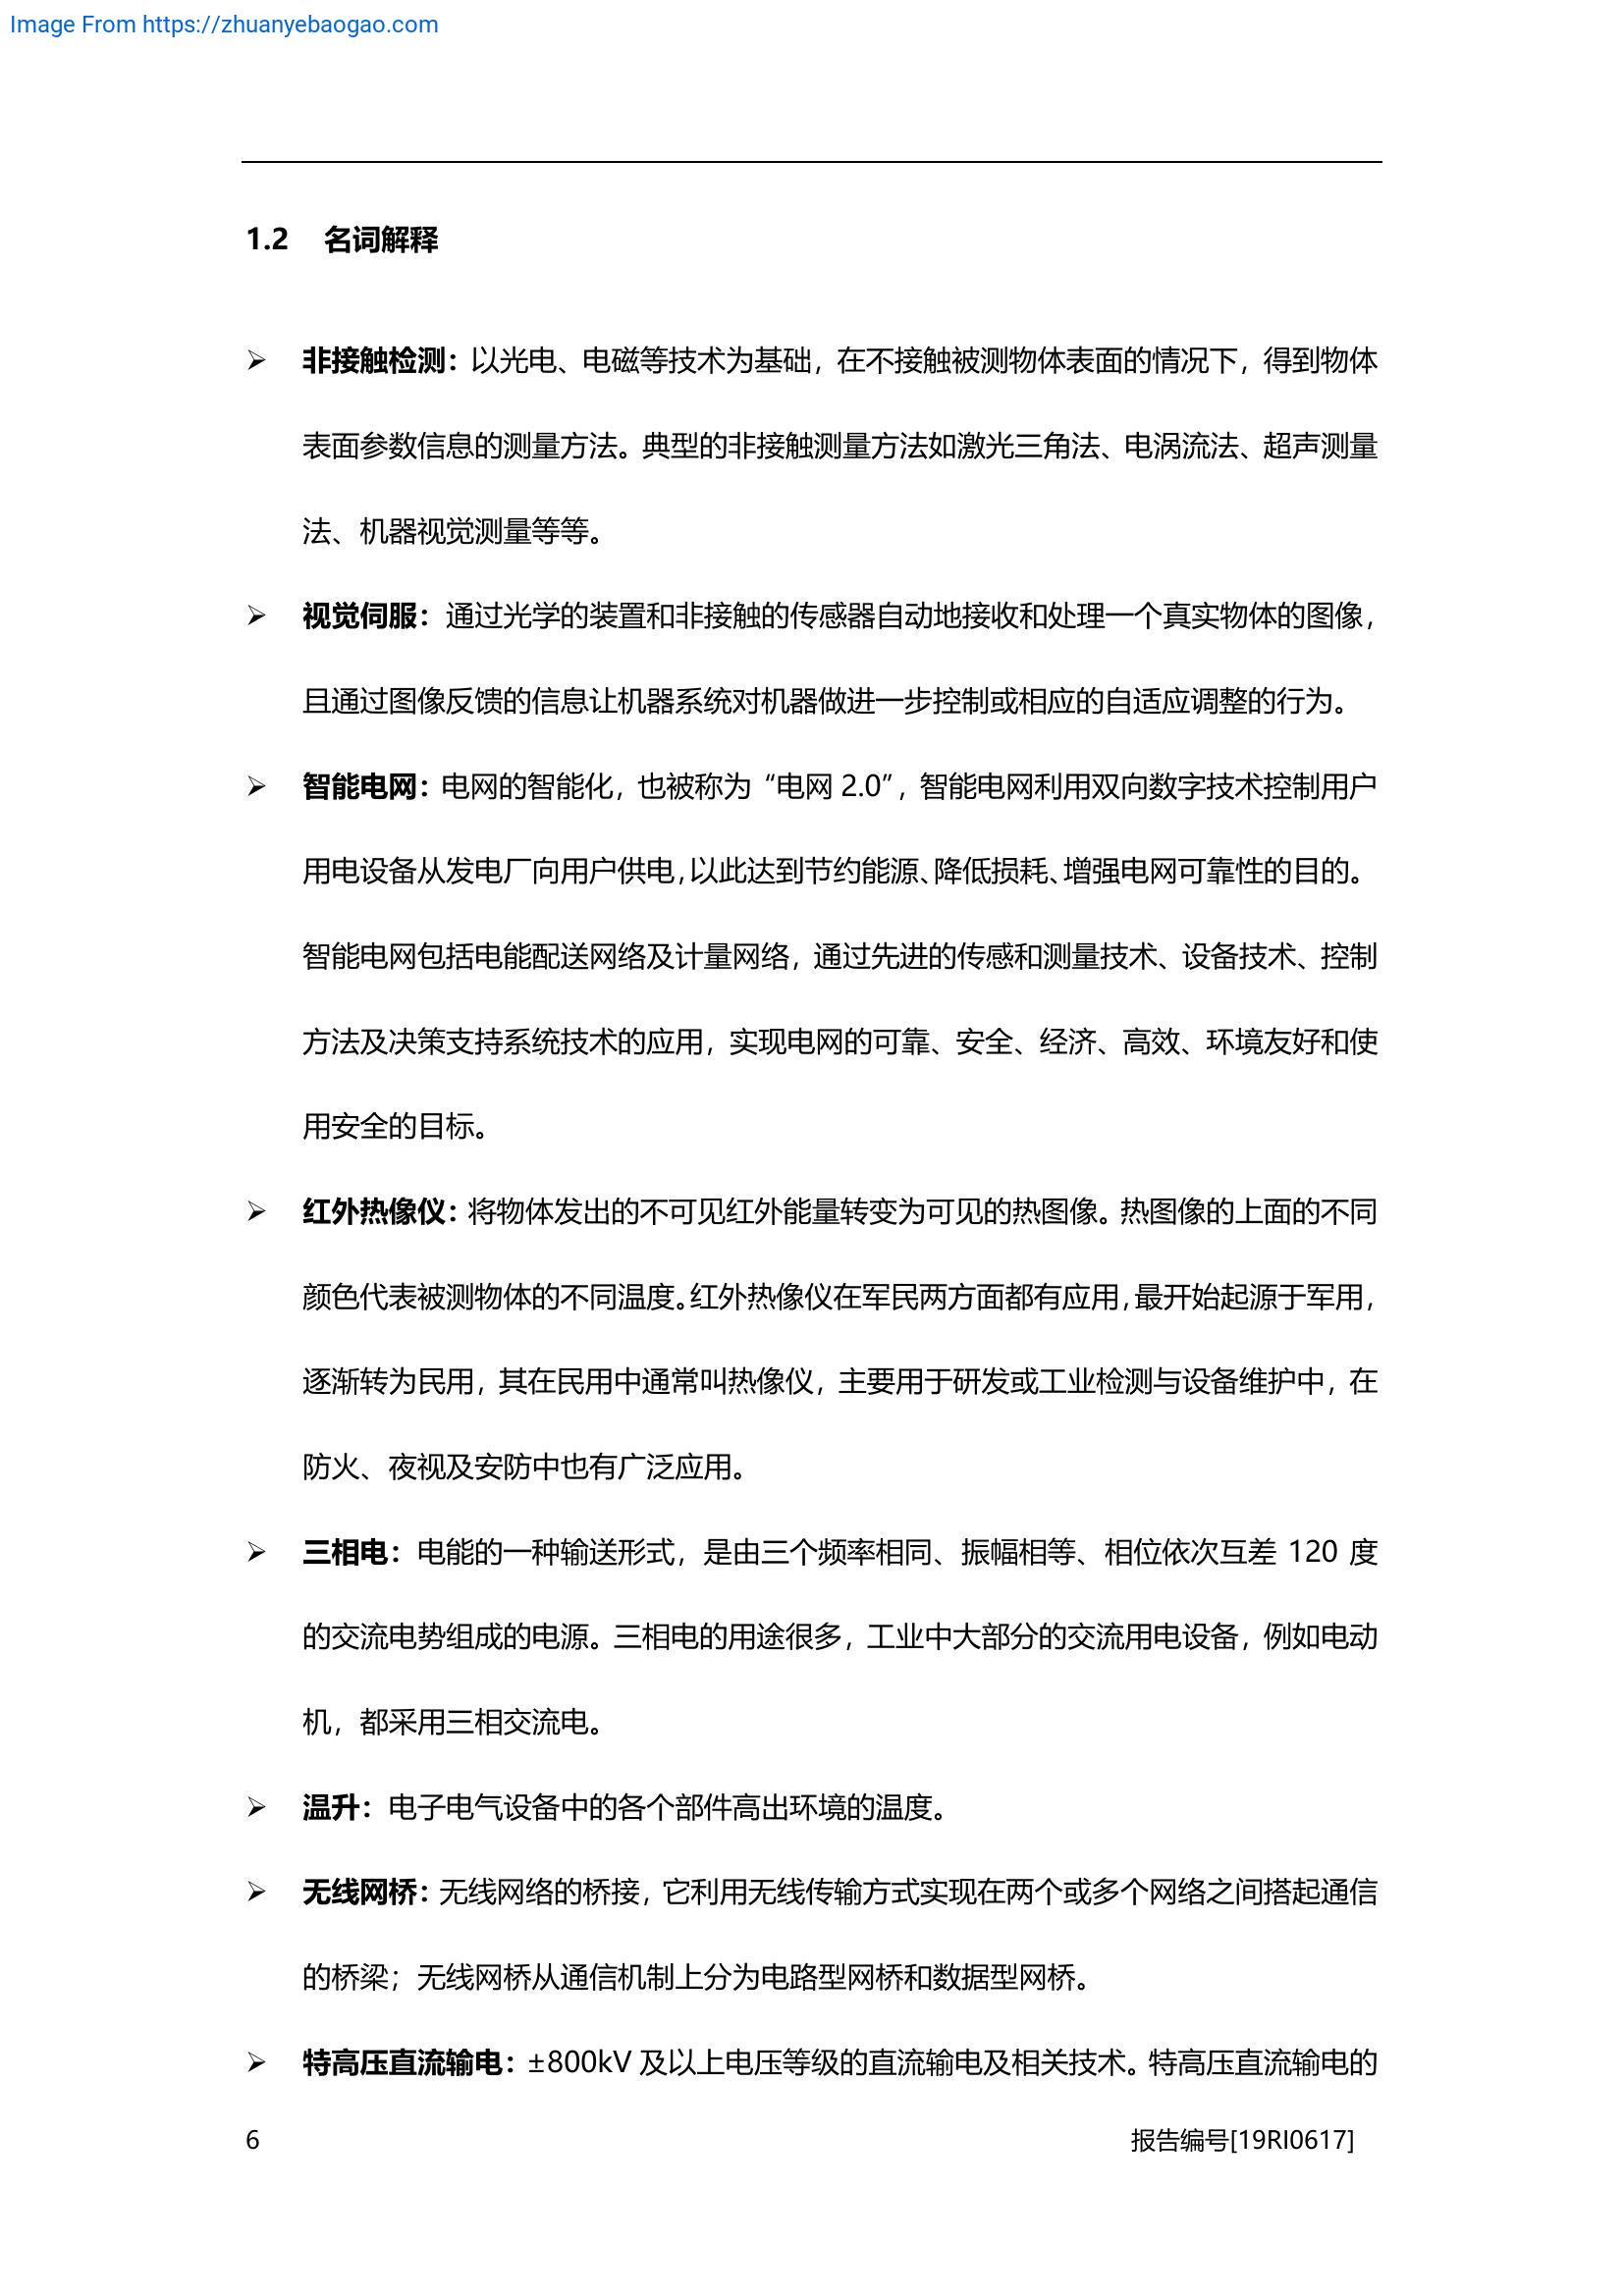 Image From https://zhuanyebaogao.com
1.2 名词解释
➢ 非接触检测：以光电、电磁等技术为基础，在不接触被测物体表面的情况下，得到物体
表面参数信息的测量方法。典型的非接触测量方法如激光三角法、电涡流法、超声测量
法、机器视觉测量等等。
➢ 视觉伺服：通过光学的装置和非接触的传感器自动地接收和处理一个真实物体的图像，
且通过图像反馈的信息让机器系统对机器做进一步控制或相应的自适应调整的行为。
➢ 智能电网：电网的智能化，也被称为“电网 2.0”，智能电网利用双向数字技术控制用户
用电设备从发电厂向用户供电，以此达到节约能源、降低损耗、增强电网可靠性的目的。
智能电网包括电能配送网络及计量网络，通过先进的传感和测量技术、设备技术、控制
方法及决策支持系统技术的应用，实现电网的可靠、安全、经济、高效、环境友好和使
用安全的目标。
➢ 红外热像仪：将物体发出的不可见红外能量转变为可见的热图像。热图像的上面的不同
颜色代表被测物体的不同温度。红外热像仪在军民两方面都有应用，最开始起源于军用，
逐渐转为民用，其在民用中通常叫热像仪，主要用于研发或工业检测与设备维护中，在
防火、夜视及安防中也有广泛应用。
➢ 三相电：电能的一种输送形式，是由三个频率相同、振幅相等、相位依次互差 120 度
的交流电势组成的电源。三相电的用途很多，工业中大部分的交流用电设备，例如电动
机，都采用三相交流电。
➢ 温升：电子电气设备中的各个部件高出环境的温度。
➢ 无线网桥：无线网络的桥接，它利用无线传输方式实现在两个或多个网络之间搭起通信
的桥梁；无线网桥从通信机制上分为电路型网桥和数据型网桥。
➢ 特高压直流输电：±800kV 及以上电压等级的直流输电及相关技术。特高压直流输电的
6 报告编号[19RI0617]